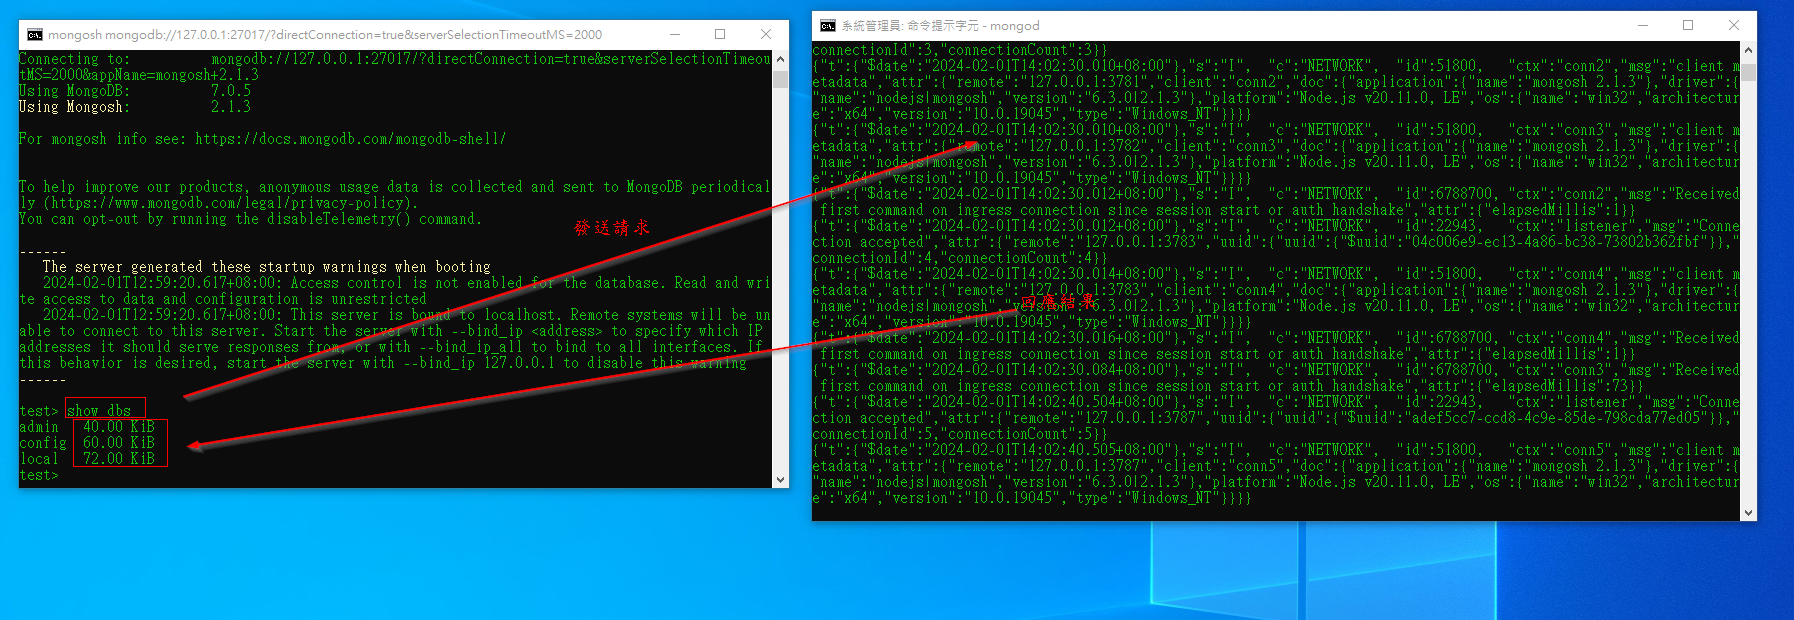 mongosh mongodb://127.0.0.1:27017/?directConnection=true&serverSelectionTimeoutMS=2000
Connecting to:          mongodb://127.0.0.1:27017/?directConnection=true&serverSelectionTimeou
tMS=2000&appName=mongosh+2.1.3
Using MongoDB:          7.0.5
Using Mongosh:          2.1.3
For mongosh info see: https://docs.mongodb.com/mongodb-shell/
To help improve our products, anonymous usage data is collected and sent to MongoDB periodical
ly (https://www.mongodb.com/legal/privacy-policy).
You can opt-out by running the disableTelemetry() command.
發送請求
------
The server generated these startup warnings when booting
2024-02-01T12:59:20.617+08:00: Access control is not enabled for the database. Read and wri
te access to data and configuration is unrestricted
2024-02-01T12:59:20.617+08:00: This server is bound to localhost. Remote systems will be un
able to connect to this server. Start the server with --bind_ip <address> to specify which IP
addresses it should serve responses from, or with --bind_ip_all to bind to all interfaces. If
this behavior is desired, start the server with --bind_ip 127.0.0.1 to disable this warning
------
test> show dbs
admin   40.00 KiB
config  60.00 KiB
local   72.00 KiB
test>
系統管理員: 命令提示字元 - mongod
connectionId":3,"connectionCount":3}}
{"t":{"$date":"2024-02-01T14:02:30.010+08:00"},"s":"I",  "c":"NETWORK",  "id":51800,   "ctx":"conn2","msg":"client m
etadata","attr":{"remote":"127.0.0.1:3781","client":"conn2","doc":{"application":{"name":"mongosh 2.1.3"},"driver":{
"name":"nodejs|mongosh","version":"6.3.0|2.1.3"},"platform":"Node.js v20.11.0, LE","os":{"name":"win32","architectur
e":"x64","version":"10.0.19045","type":"Windows_NT"}}}}
{"t":{"$date":"2024-02-01T14:02:30.010+08:00"},"s":"I",  "c":"NETWORK",  "id":51800,   "ctx":"conn3","msg":"client m
etadata","attr":{"remote":"127.0.0.1:3782","client":"conn3","doc":{"application":{"name":"mongosh 2.1.3"},"driver":{
"name":"nodejs|mongosh","version":"6.3.0|2.1.3"},"platform":"Node.js v20.11.0, LE","os":{"name":"win32","architectur
e":"x64","version":"10.0.19045","type":"Windows_NT"}}}}
{"t":{"$date":"2024-02-01T14:02:30.012+08:00"},"s":"I",  "c":"NETWORK",  "id":6788700, "ctx":"conn2","msg":"Received
first command on ingress connection since session start or auth handshake","attr":{"elapsedMillis":1}}
{"t":{"$date":"2024-02-01T14:02:30.012+08:00"},"s":"I",  "c":"NETWORK",  "id":22943,   "ctx":"listener","msg":"Conne
ction accepted","attr":{"remote":"127.0.0.1:3783","uuid":{"uuid":{"$uuid":"04c006e9-ec13-4a86-bc38-73802b362fbf"}},"
connectionId":4,"connectionCount":4}}
{"t":{"$date":"2024-02-01T14:02:30.014+08:00"},"s":"I",  "c":"NETWORK",  "id":51800,   "ctx":"conn4","msg":"client m
etadata","attr":{"remote":"127.0.0.1:3783","client":"conn4","doc":{"application":{"name":"mongosh 2.1.3"},"driver":{
"name":"nodejs|mongosh","version":"6.3.0|2.1.3"},"platform":"Node.js v20.11.0, LE","os":{"name":"win32","architectur
回應結果
e":"x64","version":"10.0.19045","type":"Windows_NT"}}}}
{"t":{"$date":"2024-02-01T14:02:30.016+08:00"},"s":"I",  "c":"NETWORK",  "id":6788700, "ctx":"conn4","msg":"Received
first command on ingress connection since session start or auth handshake","attr":{"elapsedMillis":1}}
{"t":{"$date":"2024-02-01T14:02:30.084+08:00"},"s":"I",  "c":"NETWORK",  "id":6788700, "ctx":"conn3","msg":"Received
first command on ingress connection since session start or auth handshake","attr":{"elapsedMillis":73}}
{"t":{"$date":"2024-02-01T14:02:40.504+08:00"},"s":"I",  "c":"NETWORK",  "id":22943,   "ctx":"listener","msg":"Conne
ction accepted","attr":{"remote":"127.0.0.1:3787","uuid":{"uuid":{"$uuid":"adef5cc7-ccd8-4c9e-85de-798cda77ed05"}},"
connectionId":5,"connectionCount":5}}
{"t":{"$date":"2024-02-01T14:02:40.505+08:00"},"s":"I",  "c":"NETWORK",  "id":51800,   "ctx":"conn5","msg":"client m
etadata","attr":{"remote":"127.0.0.1:3787","client":"conn5","doc":{"application":{"name":"mongosh 2.1.3"},"driver":{
"name":"nodejs|mongosh","version":"6.3.0|2.1.3"},"platform":"Node.js v20.11.0, LE","os":{"name":"win32","architectur
e":"x64","version":"10.0.19045","type":"Windows_NT"}}}}